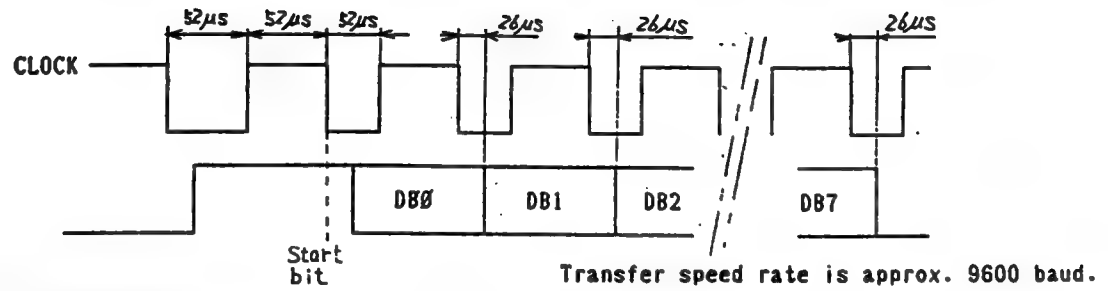 52μs 52μs 52μs 26μs 26μs 26μs
CLOCK
DB0 DB1 DB2 DB7
Start
bit
Transfer speed rate is approx. 9600 baud.